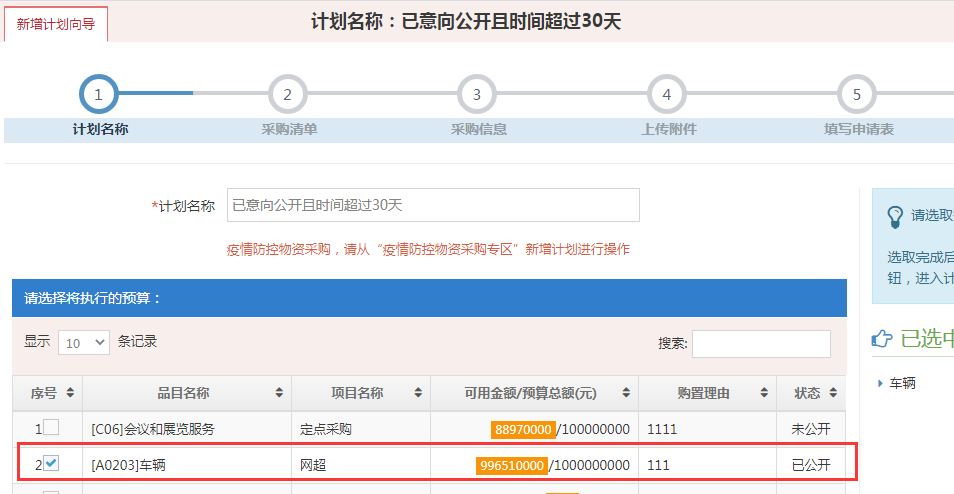 新增计划向导
计划名称：已意向公开且时间超过30天
1 2 3 4 5
计划名称 采购清单 采购信息 上传附件 填写申请表
*计划名称 已意向公开且时间超过30天
疫情防控物资采购，请从“疫情防控物资采购专区”新增计划进行操作
请选取
选取完成后
钮，进入计
请选择将执行的预算：
显示 10 条记录 搜索:
已选中
车辆
序号 品目名称 项目名称 可用金额/预算总额(元) 购置理由 状态
1 [C06]会议和展览服务 定点采购 88970000/100000000 1111 未公开
2 [A0203]车辆 网超 996510000/1000000000 111 已公开